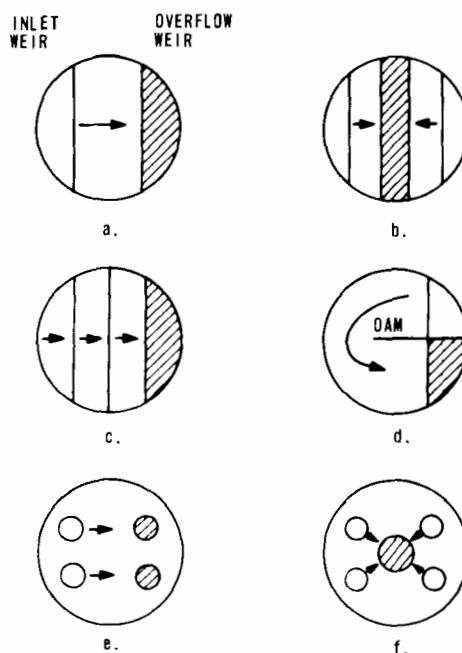 INLET WEIR
OVERFLOW WEIR
a.
b.
c.
DAM
d.
e.
f.